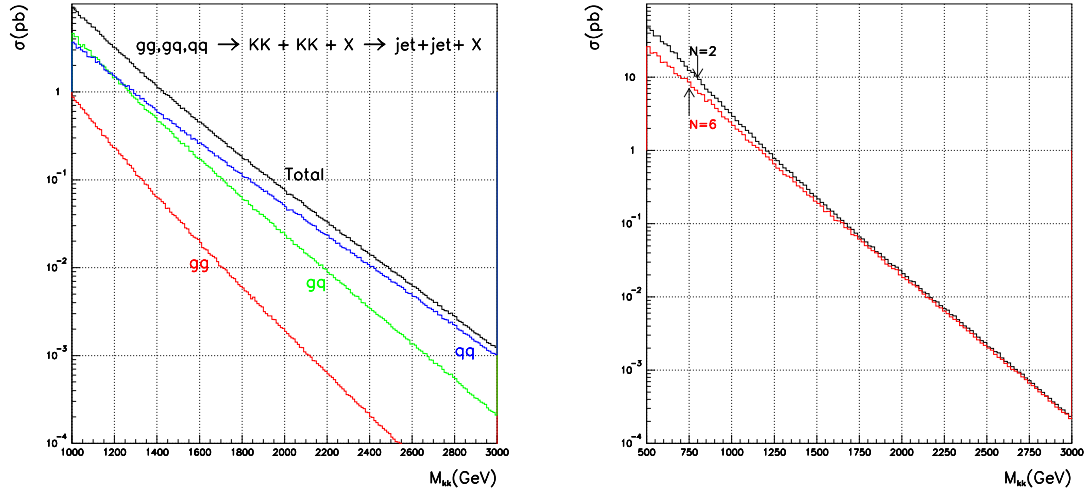 σ(pb)
gg,gq,qq → KK + KK + X → jet+jet+ X
1
10⁻¹
10⁻²
10⁻³
10⁻⁴
Total
gg
gq
qq
1000 1200 1400 1600 1800 2000 2200 2400 2600 2800 3000
M_kk(GeV)
σ(pb)
N=2
N=6
10
1
10⁻¹
10⁻²
10⁻³
10⁻⁴
500 750 1000 1250 1500 1750 2000 2250 2500 2750 3000
M_kk(GeV)